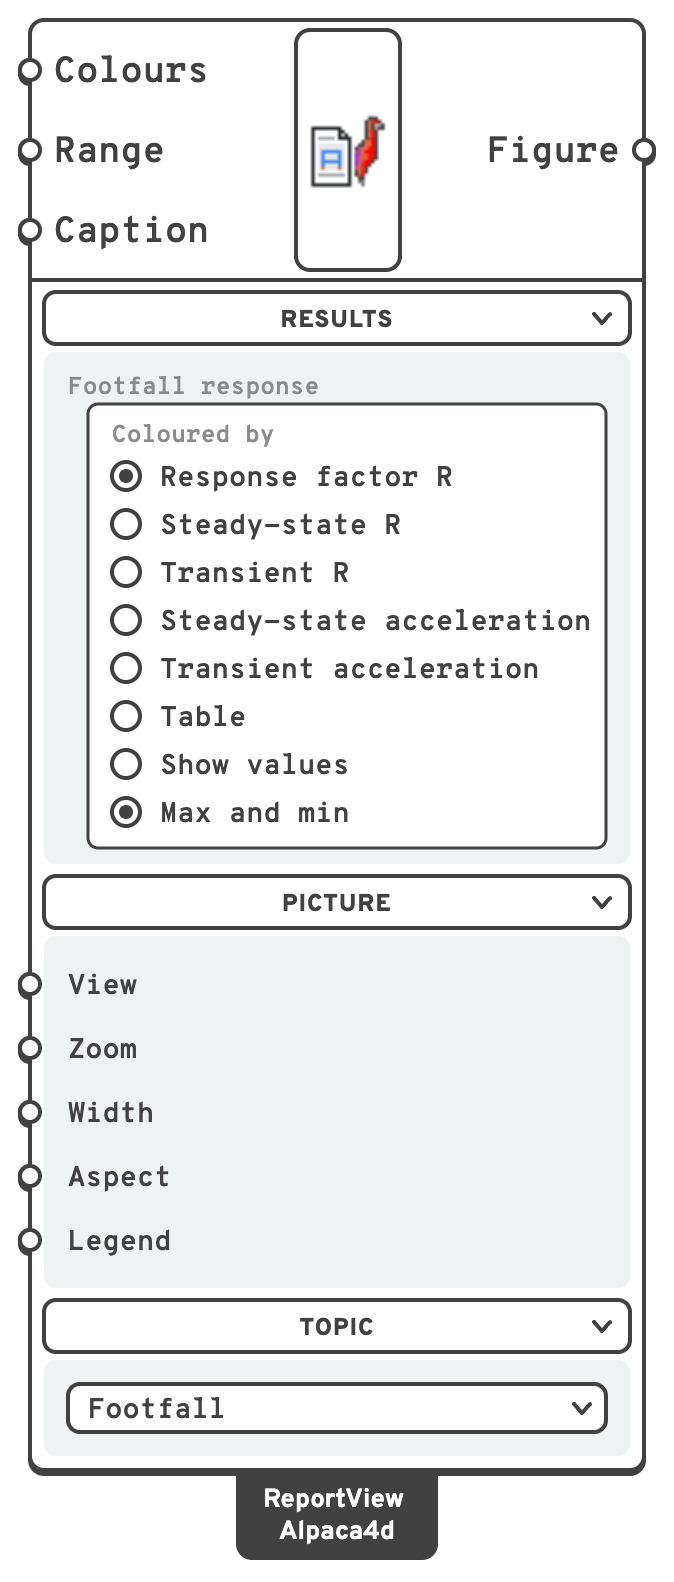 Colours
Range
Caption
Figure
RESULTS
Footfall response
Coloured by
Response factor R
Steady-state R
Transient R
Steady-state acceleration
Transient acceleration
Table
Show values
Max and min
PICTURE
View
Zoom
Width
Aspect
Legend
TOPIC
Footfall
ReportView
Alpaca4d